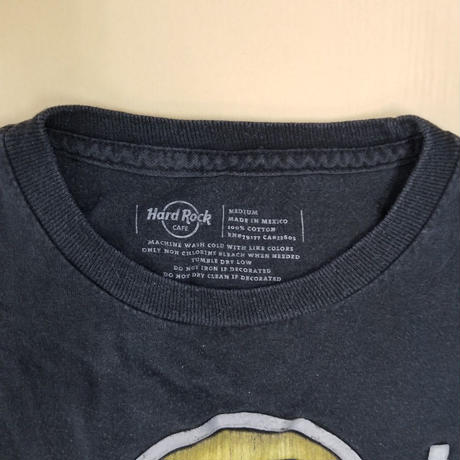 Hard Rock
CAFE
MEDIUM
MADE IN MEXICO
100% COTTON
MACHINE WASH COLD WITH LIKE COLORS
ONLY NON CHLORINE BLEACH WHEN NEEDED
TUMBLE DRY LOW
DO NOT IRON IF DECORATED
DO NOT DRY CLEAN IF DECORATED